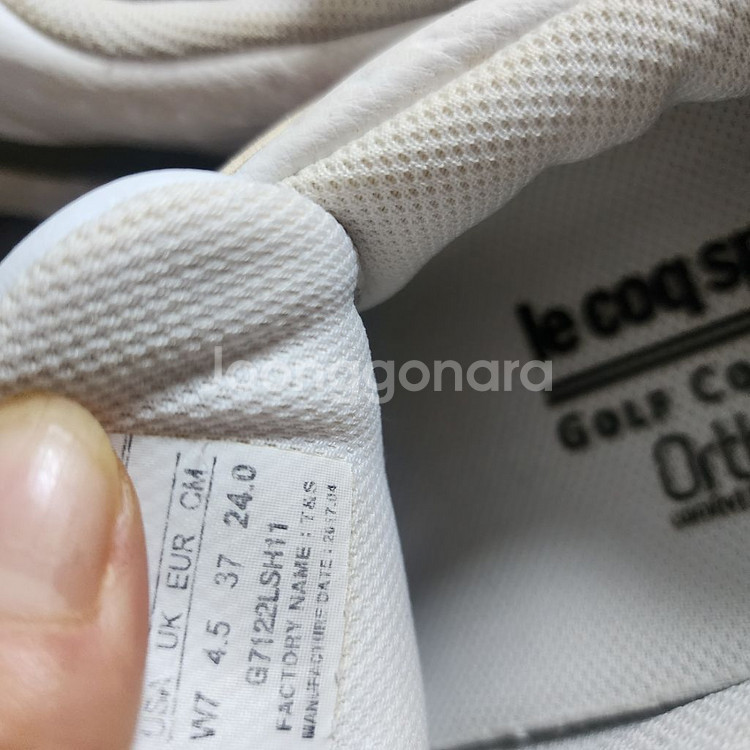 le coq sp
GOLF CO
Orth
laonagonara
USA UK EUR CM
W7 4.5 37 24.0
G7122LSH11
FACTORY NAME : T&S
MANUFACTURE DATE : 2017.04